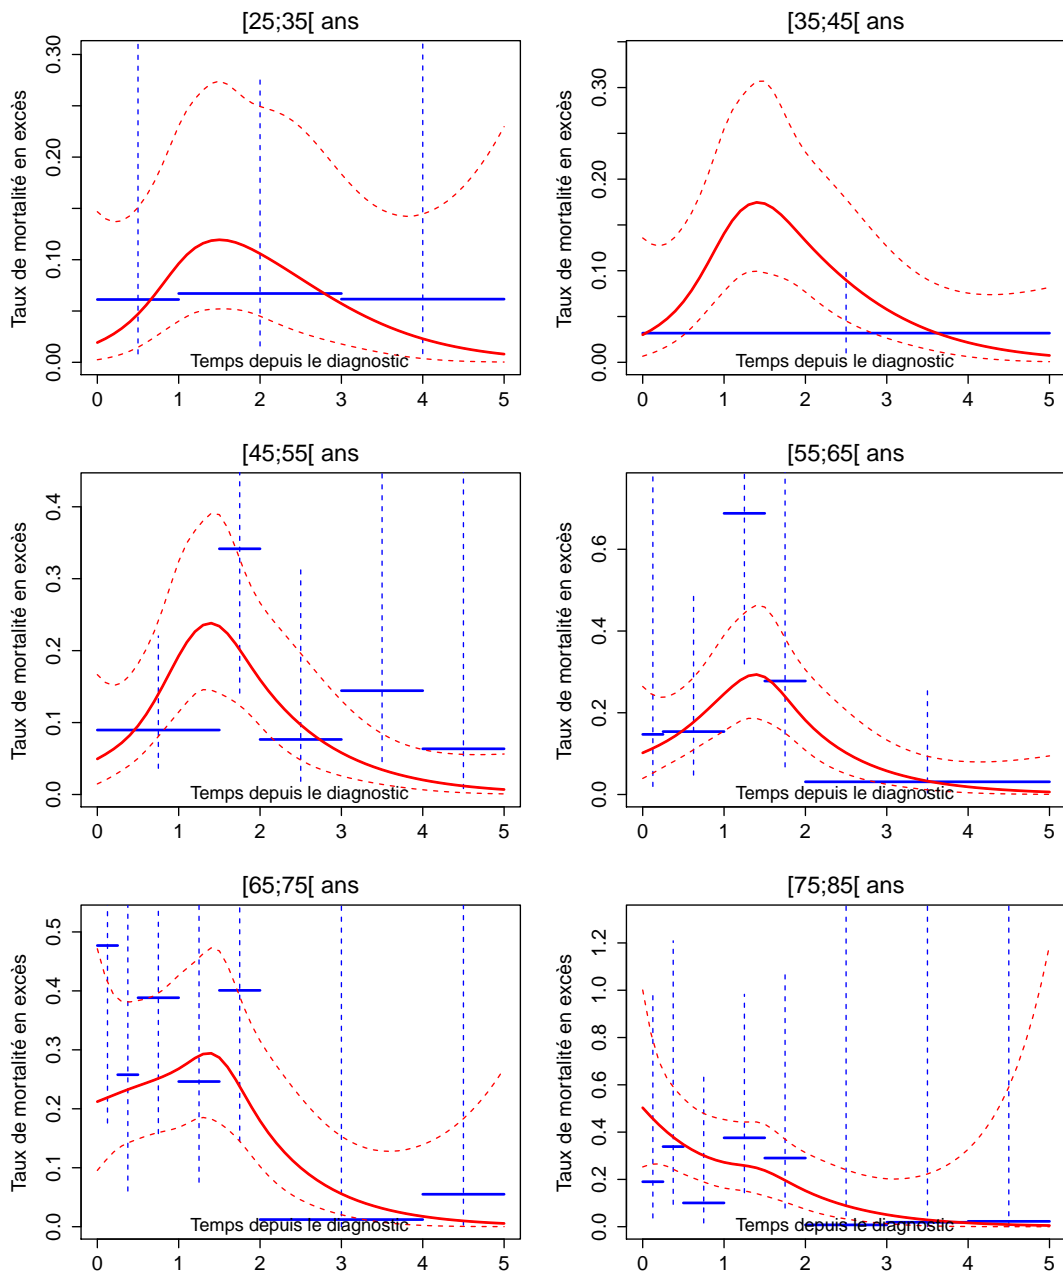 [25;35[ ans
Taux de mortalité en excès
0.00 0.10 0.20 0.30
Temps depuis le diagnostic
0 1 2 3 4 5
[35;45[ ans
Taux de mortalité en excès
0.00 0.10 0.20 0.30
Temps depuis le diagnostic
0 1 2 3 4 5
[45;55[ ans
Taux de mortalité en excès
0.0 0.1 0.2 0.3 0.4
Temps depuis le diagnostic
0 1 2 3 4 5
[55;65[ ans
Taux de mortalité en excès
0.0 0.2 0.4 0.6
Temps depuis le diagnostic
0 1 2 3 4 5
[65;75[ ans
Taux de mortalité en excès
0.0 0.1 0.2 0.3 0.4 0.5
Temps depuis le diagnostic
0 1 2 3 4 5
[75;85[ ans
Taux de mortalité en excès
0.0 0.2 0.4 0.6 0.8 1.0 1.2
Temps depuis le diagnostic
0 1 2 3 4 5